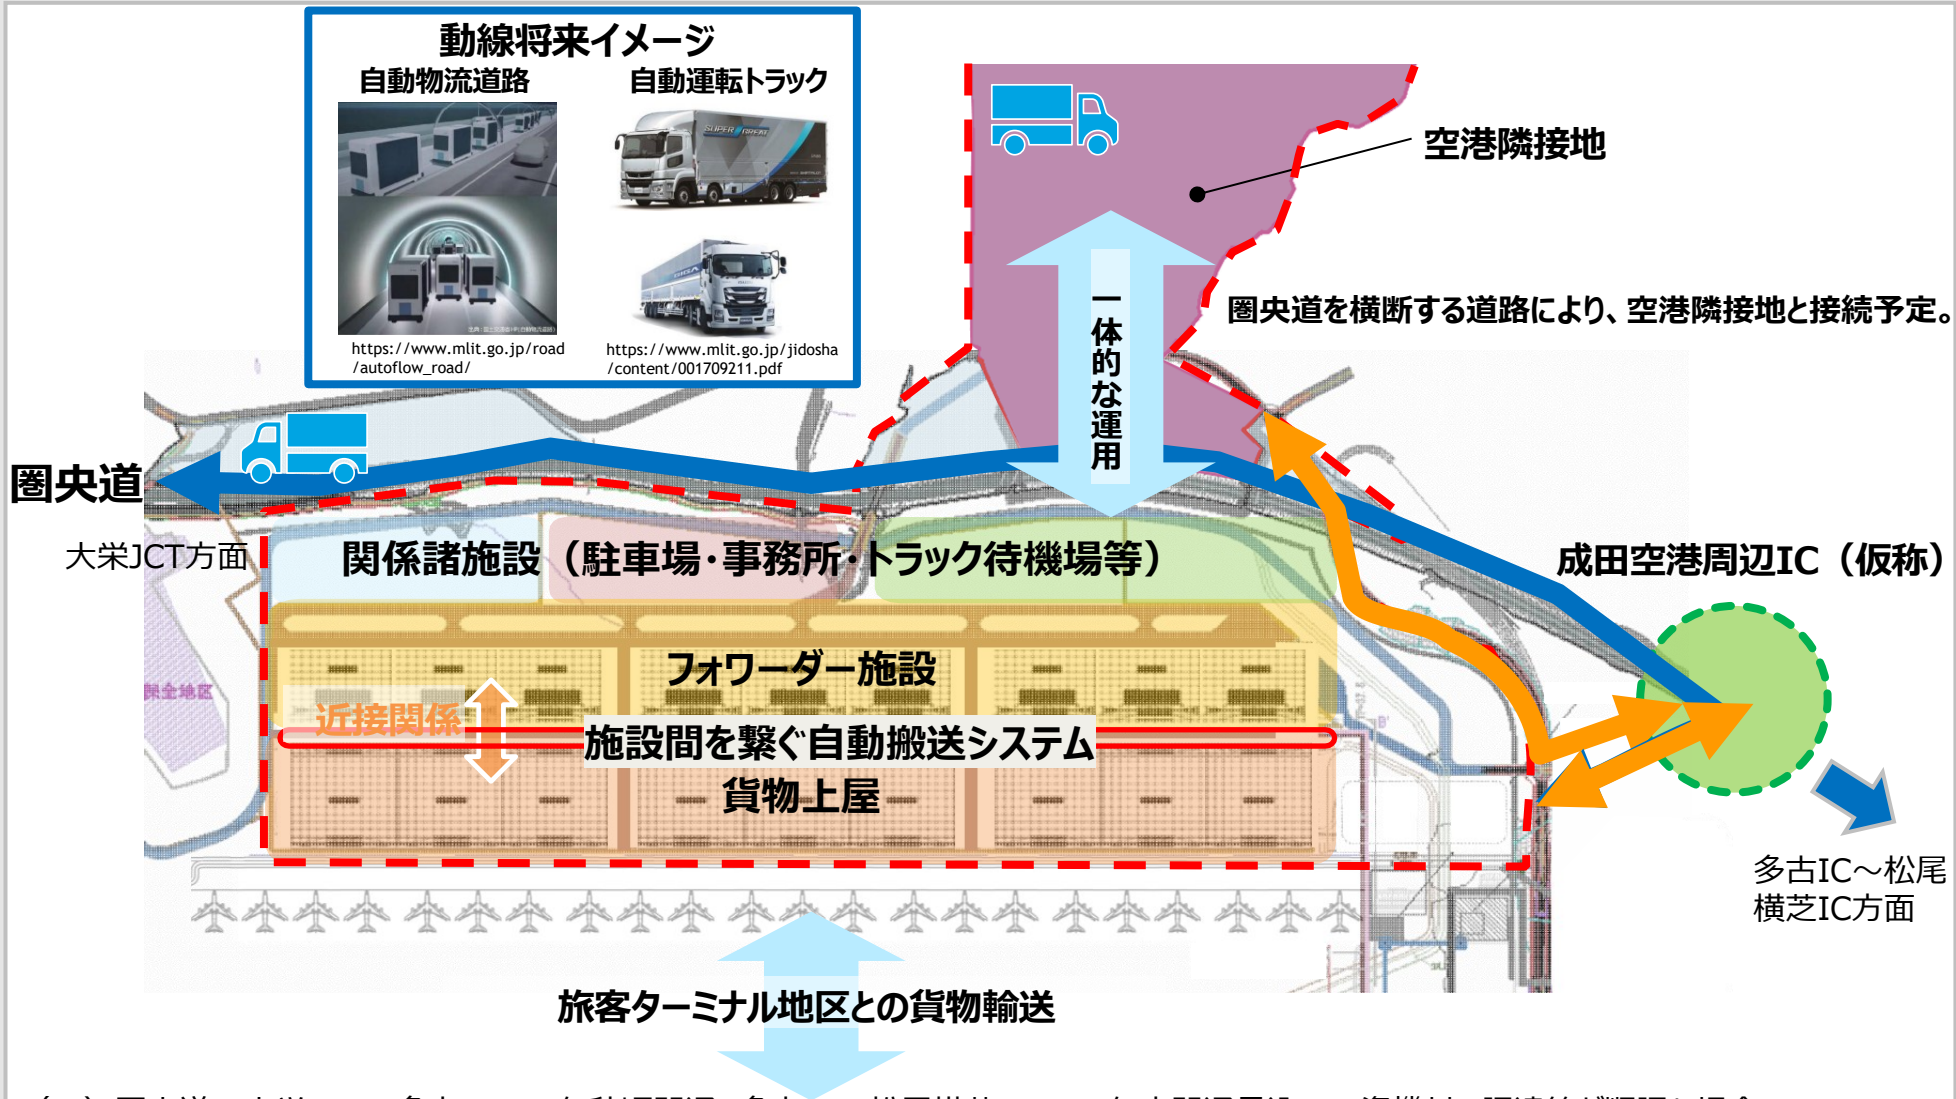 動線将来イメージ
自動物流道路
自動運転トラック
SUPER GREAT
https://www.mlit.go.jp/road
/autoflow_road/
https://www.mlit.go.jp/jidosha
/content/001709211.pdf
空港隣接地
圏央道を横断する道路により、空港隣接地と接続予定。
一体的な運用
圏央道
大栄JCT方面
関係諸施設（駐車場・事務所・トラック待機場等）
成田空港周辺IC（仮称）
フォワーダー施設
近接関係
施設間を繋ぐ自動搬送システム
貨物上屋
多古IC～松尾
横芝IC方面
旅客ターミナル地区との貨物輸送